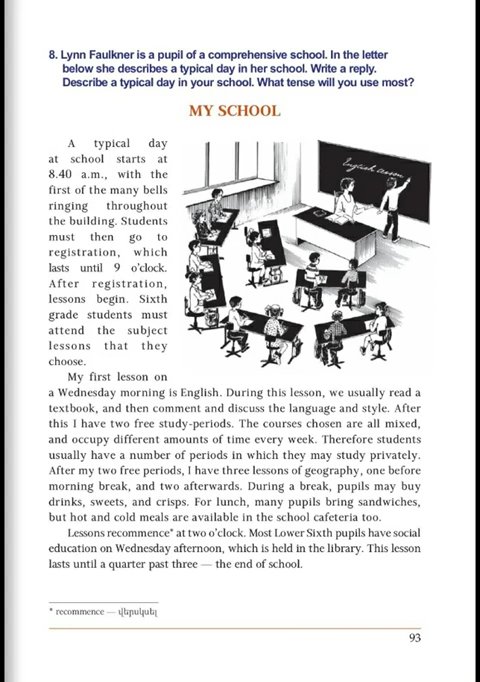 8. Lynn Faulkner is a pupil of a comprehensive school. In the letter
below she describes a typical day in her school. Write a reply.
Describe a typical day in your school. What tense will you use most?
MY SCHOOL
A typical day
at school starts at
8.40 a.m., with the
first of the many bells
ringing throughout
the building. Students
must then go to
registration, which
lasts until 9 o'clock.
After registration,
lessons begin. Sixth
grade students must
attend the subject
lessons that they
choose.
English lesson
My first lesson on
a Wednesday morning is English. During this lesson, we usually read a
textbook, and then comment and discuss the language and style. After
this I have two free study-periods. The courses chosen are all mixed,
and occupy different amounts of time every week. Therefore students
usually have a number of periods in which they may study privately.
After my two free periods, I have three lessons of geography, one before
morning break, and two afterwards. During a break, pupils may buy
drinks, sweets, and crisps. For lunch, many pupils bring sandwiches,
but hot and cold meals are available in the school cafeteria too.
Lessons recommence* at two o'clock. Most Lower Sixth pupils have social
education on Wednesday afternoon, which is held in the library. This lesson
lasts until a quarter past three — the end of school.
* recommence — վերսկսել
93